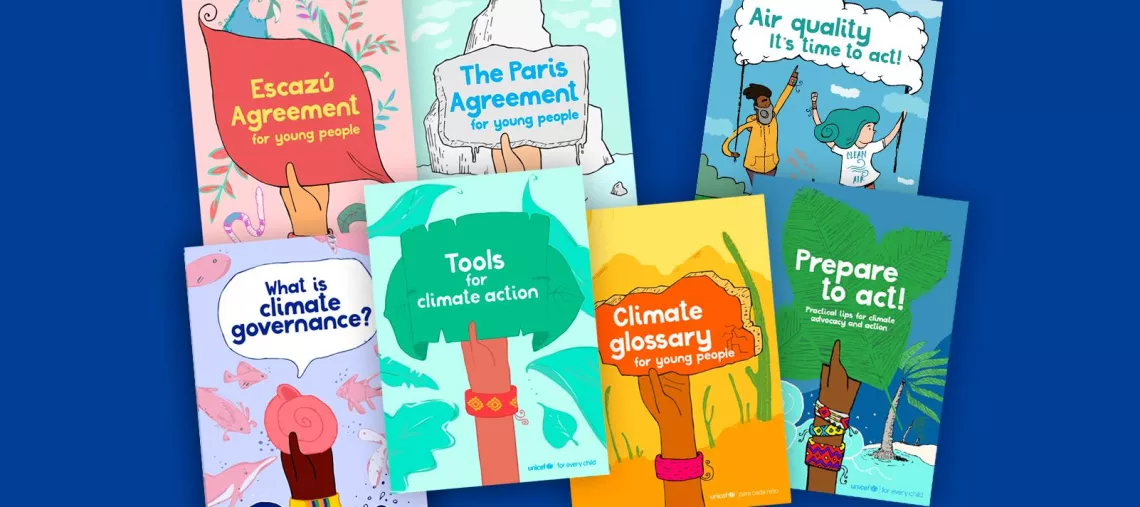 Escazú
Agreement
for young people
The Paris
Agreement
for young people
Air quality
It's time to act!
CLEAN
AIR
What is
climate
governance?
Tools
for
climate action
unicef | for every child
Climate
glossary
for young people
unicef | para cada niño
Prepare
to act!
Practical tips for climate
advocacy and action
unicef | for every child